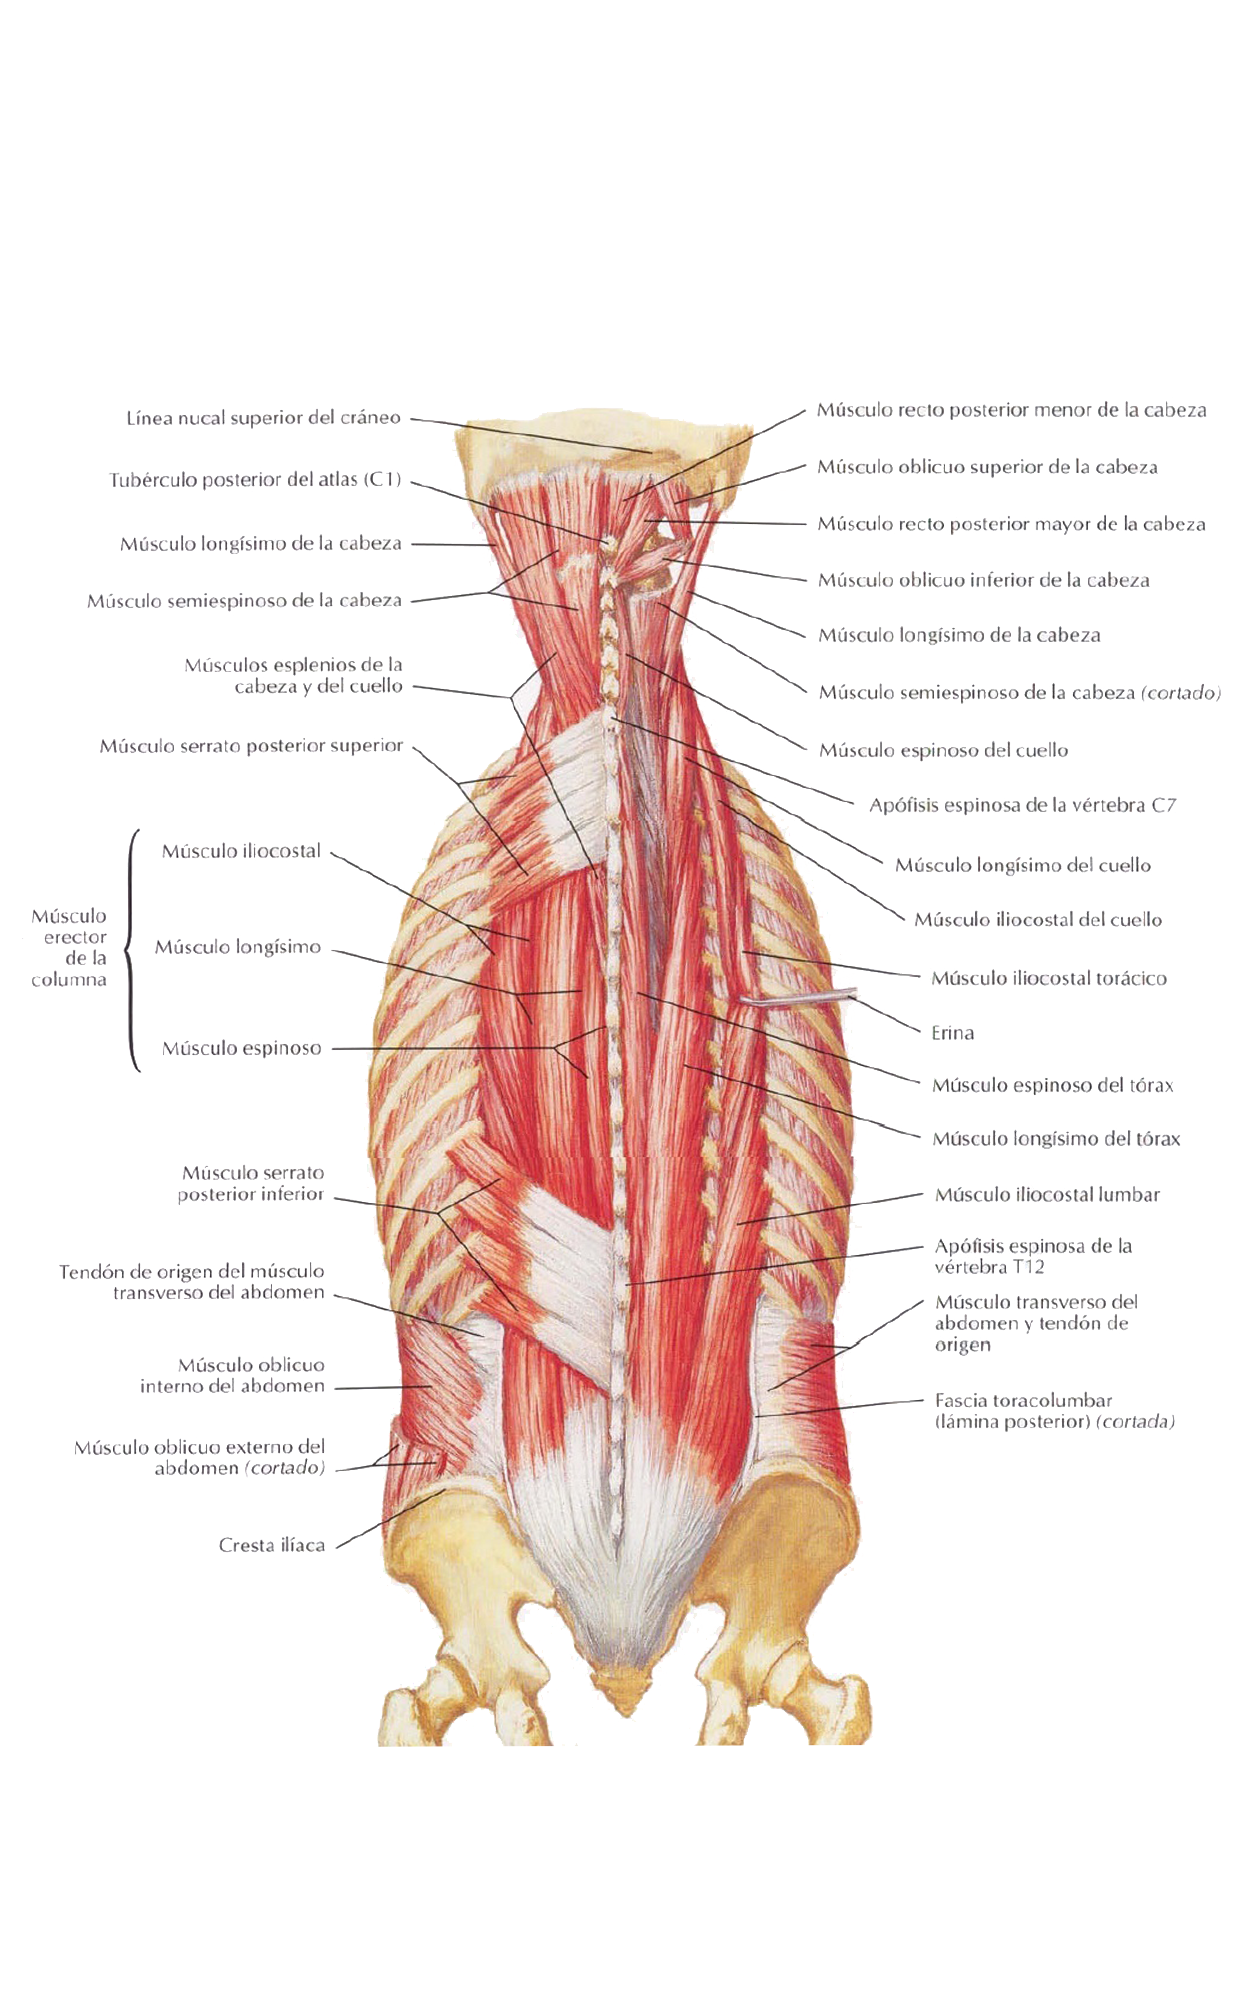 Línea nucal superior del cráneo
Tubérculo posterior del atlas (C1)
Músculo longísimo de la cabeza
Músculo semiespinoso de la cabeza
Músculos esplenios de la
cabeza y del cuello
Músculo serrato posterior superior
Músculo iliocostal
Músculo
erector
de la
columna
Músculo longísimo
Músculo espinoso
Músculo serrato
posterior inferior
Tendón de origen del músculo
transverso del abdomen
Músculo oblicuo
interno del abdomen
Músculo oblicuo externo del
abdomen (cortado)
Cresta ilíaca
Músculo recto posterior menor de la cabeza
Músculo oblicuo superior de la cabeza
Músculo recto posterior mayor de la cabeza
Músculo oblicuo inferior de la cabeza
Músculo longísimo de la cabeza
Músculo semiespinoso de la cabeza (cortado)
Músculo espinoso del cuello
Apófisis espinosa de la vértebra C7
Músculo longísimo del cuello
Músculo iliocostal del cuello
Músculo iliocostal torácico
Erina
Músculo espinoso del tórax
Músculo longísimo del tórax
Músculo iliocostal lumbar
Apófisis espinosa de la
vértebra T12
Músculo transverso del
abdomen y tendón de
origen
Fascia toracolumbar
(lámina posterior) (cortada)